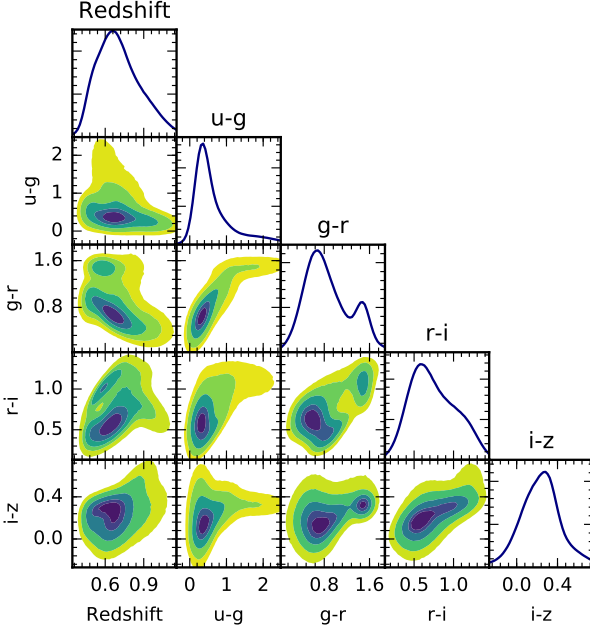 Redshift
u-g
2
1
0
u-g
g-r
1.6
0.8
g-r
r-i
1.0
0.5
r-i
i-z
0.4
0.0
i-z
0.6 0.9 0 1 2 0.8 1.6 0.5 1.0 0.0 0.4
Redshift u-g g-r r-i i-z